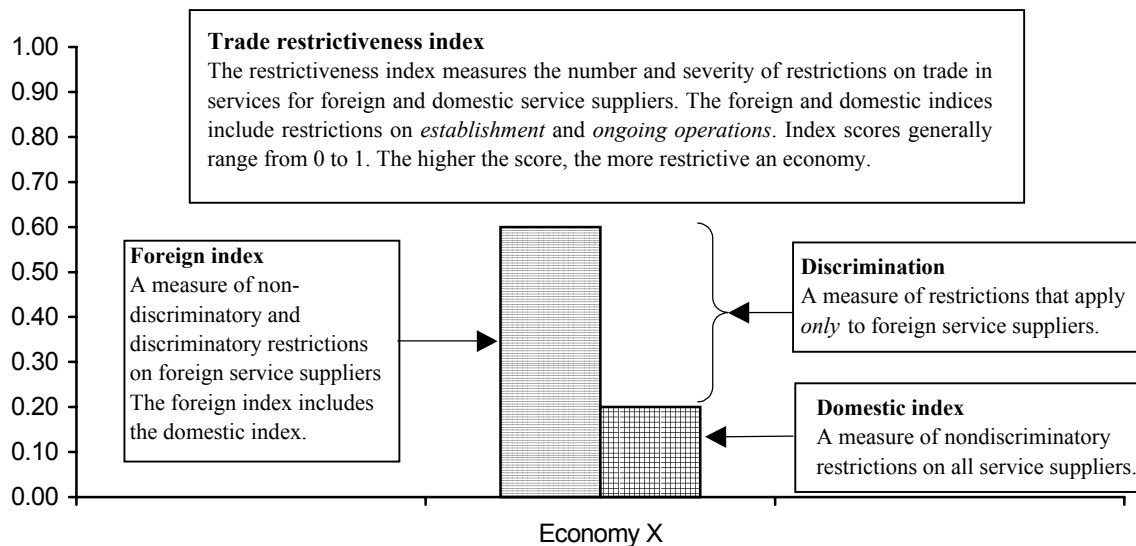 Trade restrictiveness index
The restrictiveness index measures the number and severity of restrictions on trade in
services for foreign and domestic service suppliers. The foreign and domestic indices
include restrictions on establishment and ongoing operations. Index scores generally
range from 0 to 1. The higher the score, the more restrictive an economy.
1.00
0.90
0.80
0.70
0.60
0.50
0.40
0.30
0.20
0.10
0.00
Foreign index
A measure of non-
discriminatory and
discriminatory restrictions
on foreign service suppliers
The foreign index includes
the domestic index.
Discrimination
A measure of restrictions that apply
only to foreign service suppliers.
Domestic index
A measure of nondiscriminatory
restrictions on all service suppliers.
Economy X